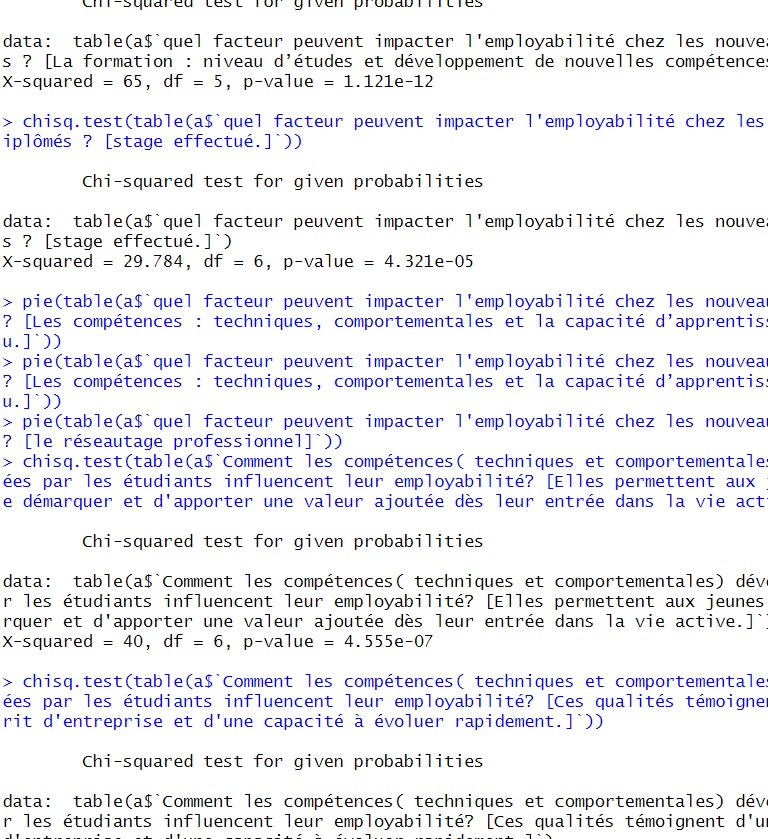 Chi-squared test for given probabilities
data:  table(a$`quel facteur peuvent impacter l'employabilité chez les
s ? [La formation : niveau d’études et développement de nouvelles
X-squared = 65, df = 5, p-value = 1.121e-12
> chisq.test(table(a$`quel facteur peuvent impacter l'employabilité chez les
iplômés ? [stage effectué.]`))
Chi-squared test for given probabilities
data:  table(a$`quel facteur peuvent impacter l'employabilité chez les
s ? [stage effectué.]`)
X-squared = 29.784, df = 6, p-value = 4.321e-05
> pie(table(a$`quel facteur peuvent impacter l'employabilité chez les nouveau
? [Les compétences : techniques, comportementales et la capacité d’apprentiss
u.]`))
> pie(table(a$`quel facteur peuvent impacter l'employabilité chez les nouveau
? [Les compétences : techniques, comportementales et la capacité d’apprentiss
u.]`))
> pie(table(a$`quel facteur peuvent impacter l'employabilité chez les nouveau
? [le réseautage professionnel]`))
> chisq.test(table(a$`Comment les compétences( techniques et comportementales
ées par les étudiants influencent leur employabilité? [Elles permettent aux
e démarquer et d'apporter une valeur ajoutée dès leur entrée dans la vie acti
Chi-squared test for given probabilities
data:  table(a$`Comment les compétences( techniques et comportementales) déve
r les étudiants influencent leur employabilité? [Elles permettent aux jeunes
rquer et d'apporter une valeur ajoutée dès leur entrée dans la vie active.]`)
X-squared = 40, df = 6, p-value = 4.555e-07
> chisq.test(table(a$`Comment les compétences( techniques et comportementales
ées par les étudiants influencent leur employabilité? [Ces qualités témoignen
rit d'entreprise et d'une capacité à évoluer rapidement.]`))
Chi-squared test for given probabilities
data:  table(a$`Comment les compétences( techniques et comportementales) déve
r les étudiants influencent leur employabilité? [Ces qualités témoignent d'un
d'entreprise et d'une capacité à évoluer rapidement.]`)